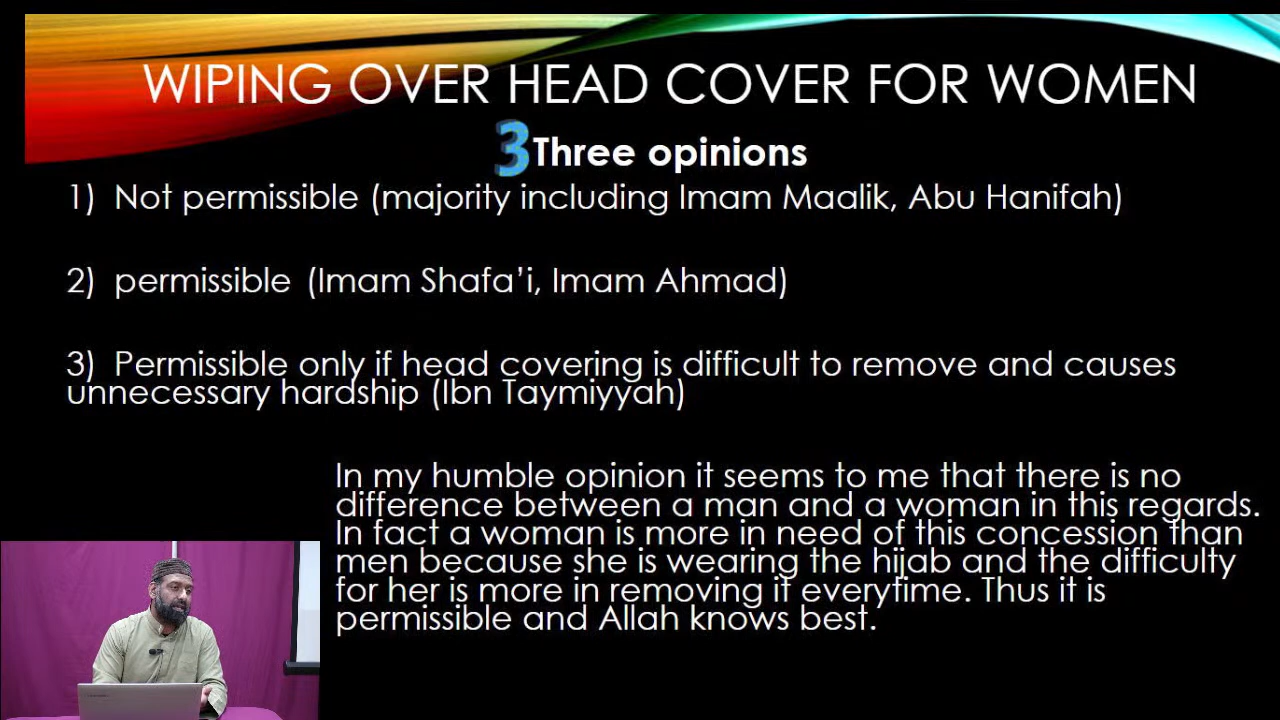 WIPING OVER HEAD COVER FOR WOMEN
3 Three opinions
1) Not permissible (majority including Imam Maalik, Abu Hanifah)
2) permissible (Imam Shafa’i, Imam Ahmad)
3) Permissible only if head covering is difficult to remove and causes
unnecessary hardship (Ibn Taymiyyah)
In my humble opinion it seems to me that there is no
difference between a man and a woman in this regards.
In fact a woman is more in need of this concession than
men because she is wearing the hijab and the difficulty
for her is more in removing it everytime. Thus it is
permissible and Allah knows best.